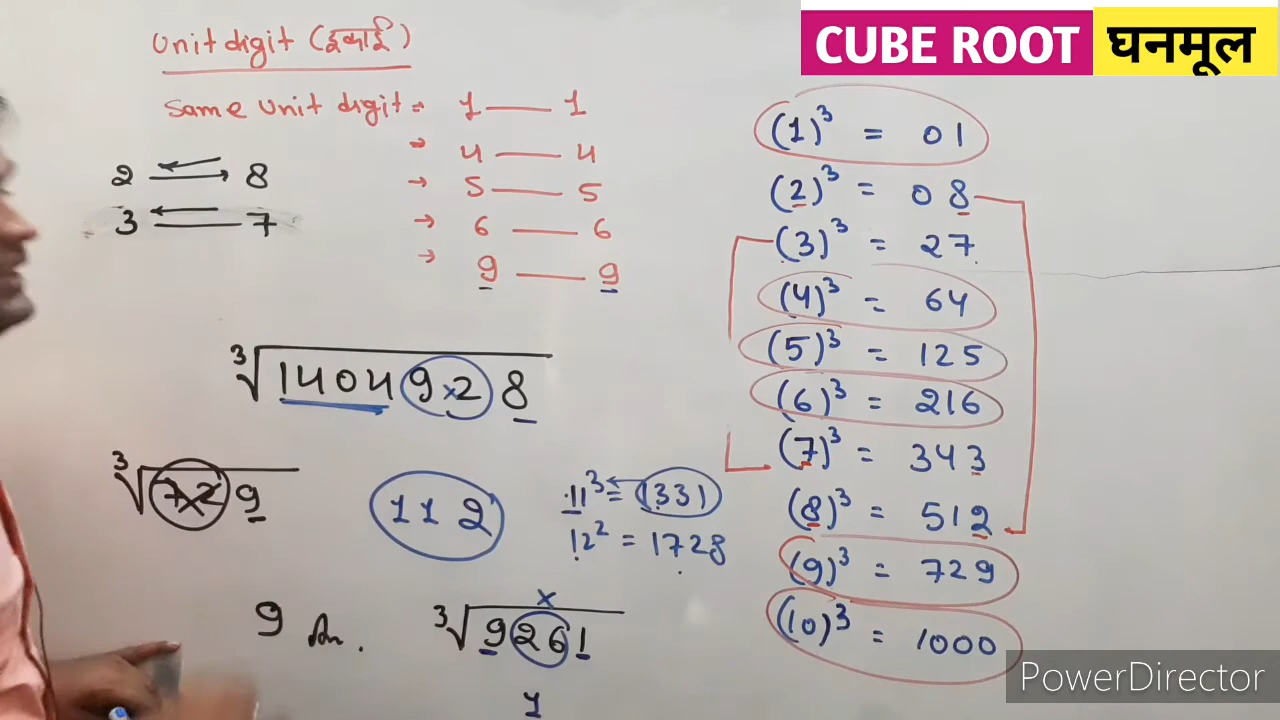 CUBE ROOT घनमूल
Unit digit (इकाई)
Same unit digit :-
1 — 1
→ 4 — 4
→ 5 — 5
→ 6 — 6
→ 9 — 9
2 ⇄ 8
3 ← 7
∛1404928
∛729
112
11³ = 1331
12² = 1728
9 An.
∛9261
x
1
(1)³ = 01
(2)³ = 08
(3)³ = 27
(4)³ = 64
(5)³ = 125
(6)³ = 216
(7)³ = 343
(8)³ = 512
(9)³ = 729
(10)³ = 1000
PowerDirector